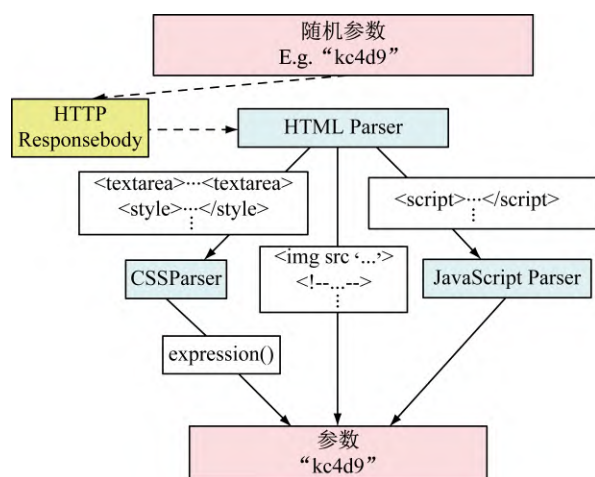 随机参数
E.g. “kc4d9”
HTTP
Responsebody
HTML Parser
<textarea>…<textarea>
<style>…</style>
⋮
<script>…</script>
⋮
<img src ‘...’>
<!--...-->
⋮
CSSParser
JavaScript Parser
expression()
参数
“kc4d9”